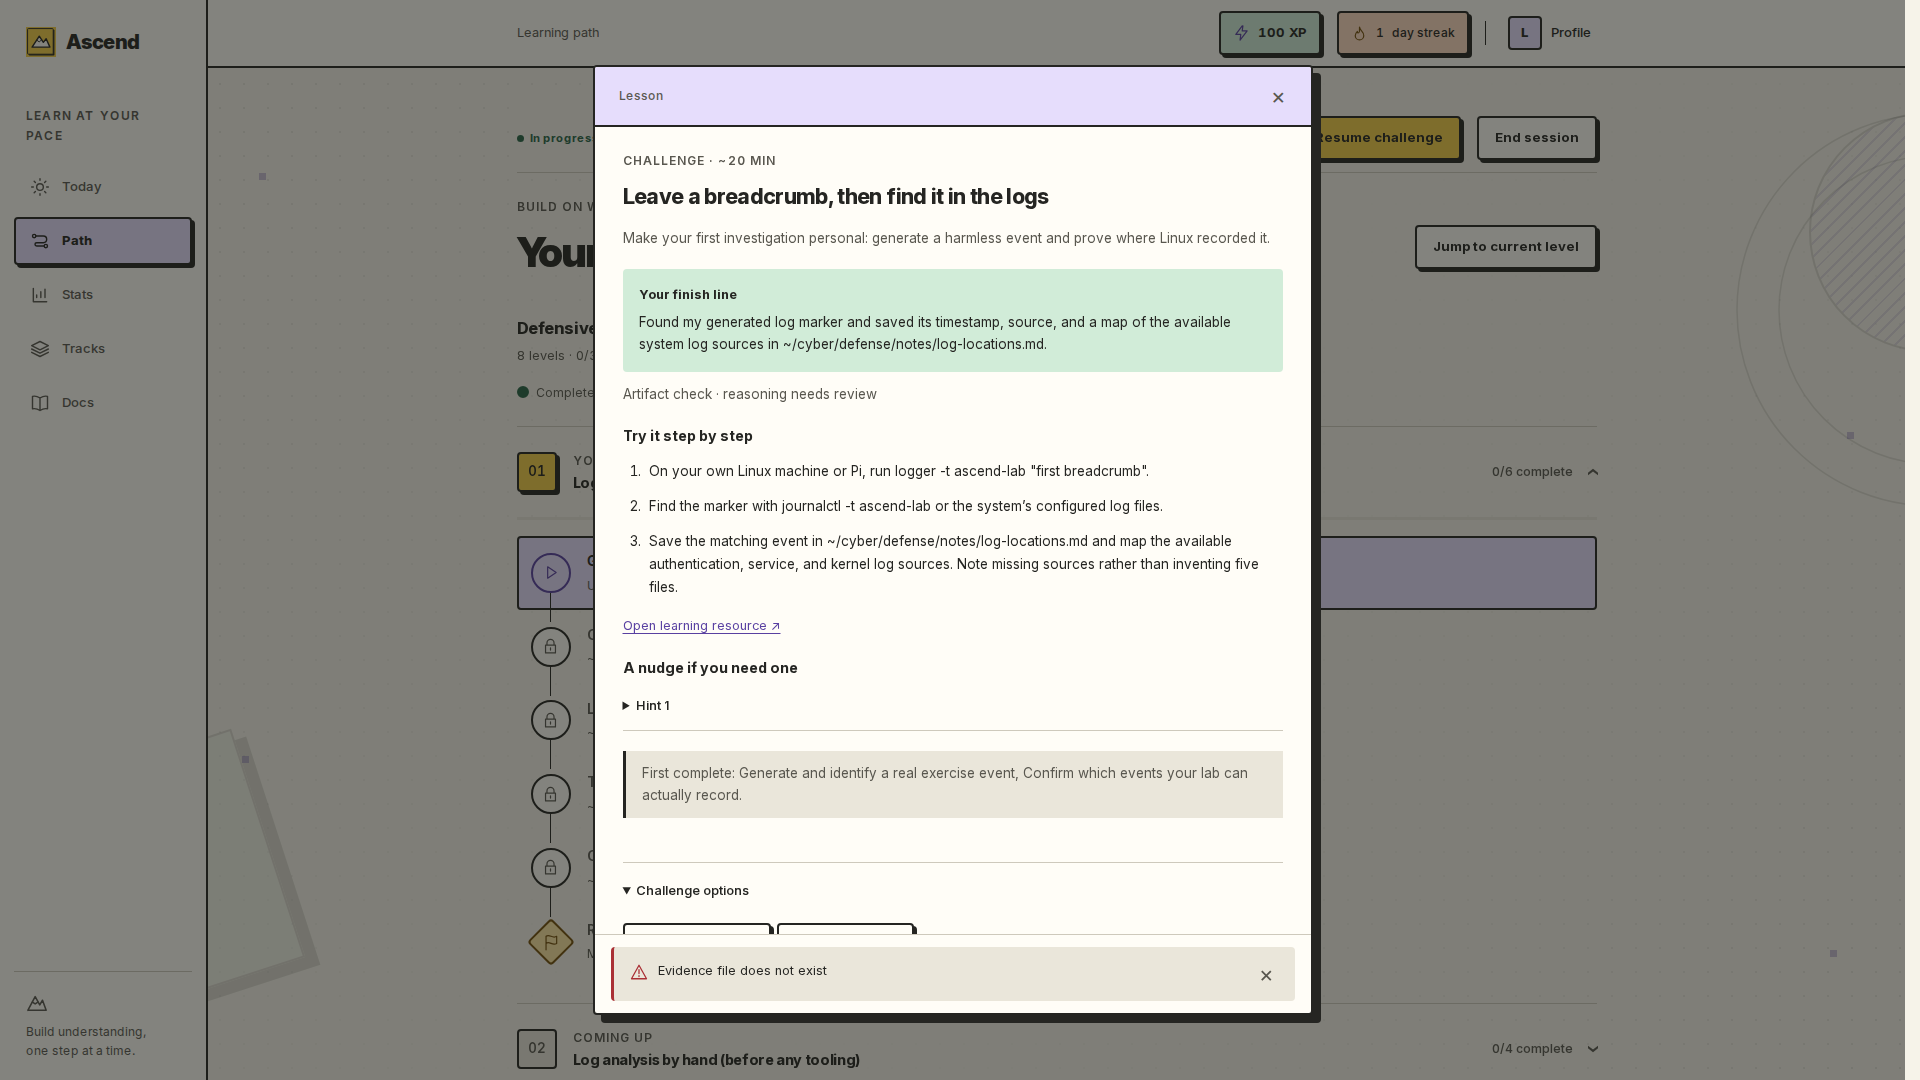 Ascend
Learning path
100 XP
1 day streak
L
Profile
LEARN AT YOUR
PACE
Today
Path
Stats
Tracks
Docs
Build understanding,
one step at a time.
In progress
Resume challenge
End session
BUILD ON
Your
Jump to current level
Defensive
8 levels · 0/3
Complete
01
0/6 complete
02
COMING UP
Log analysis by hand (before any tooling)
0/4 complete
Lesson
CHALLENGE · ~20 MIN
Leave a breadcrumb, then find it in the logs
Make your first investigation personal: generate a harmless event and prove where Linux recorded it.
Your finish line
Found my generated log marker and saved its timestamp, source, and a map of the available
system log sources in ~/cyber/defense/notes/log-locations.md.
Artifact check · reasoning needs review
Try it step by step
1. On your own Linux machine or Pi, run logger -t ascend-lab "first breadcrumb".
2. Find the marker with journalctl -t ascend-lab or the system’s configured log files.
3. Save the matching event in ~/cyber/defense/notes/log-locations.md and map the available
authentication, service, and kernel log sources. Note missing sources rather than inventing five
files.
Open learning resource ↗
A nudge if you need one
Hint 1
First complete: Generate and identify a real exercise event, Confirm which events your lab can
actually record.
Challenge options
Evidence file does not exist